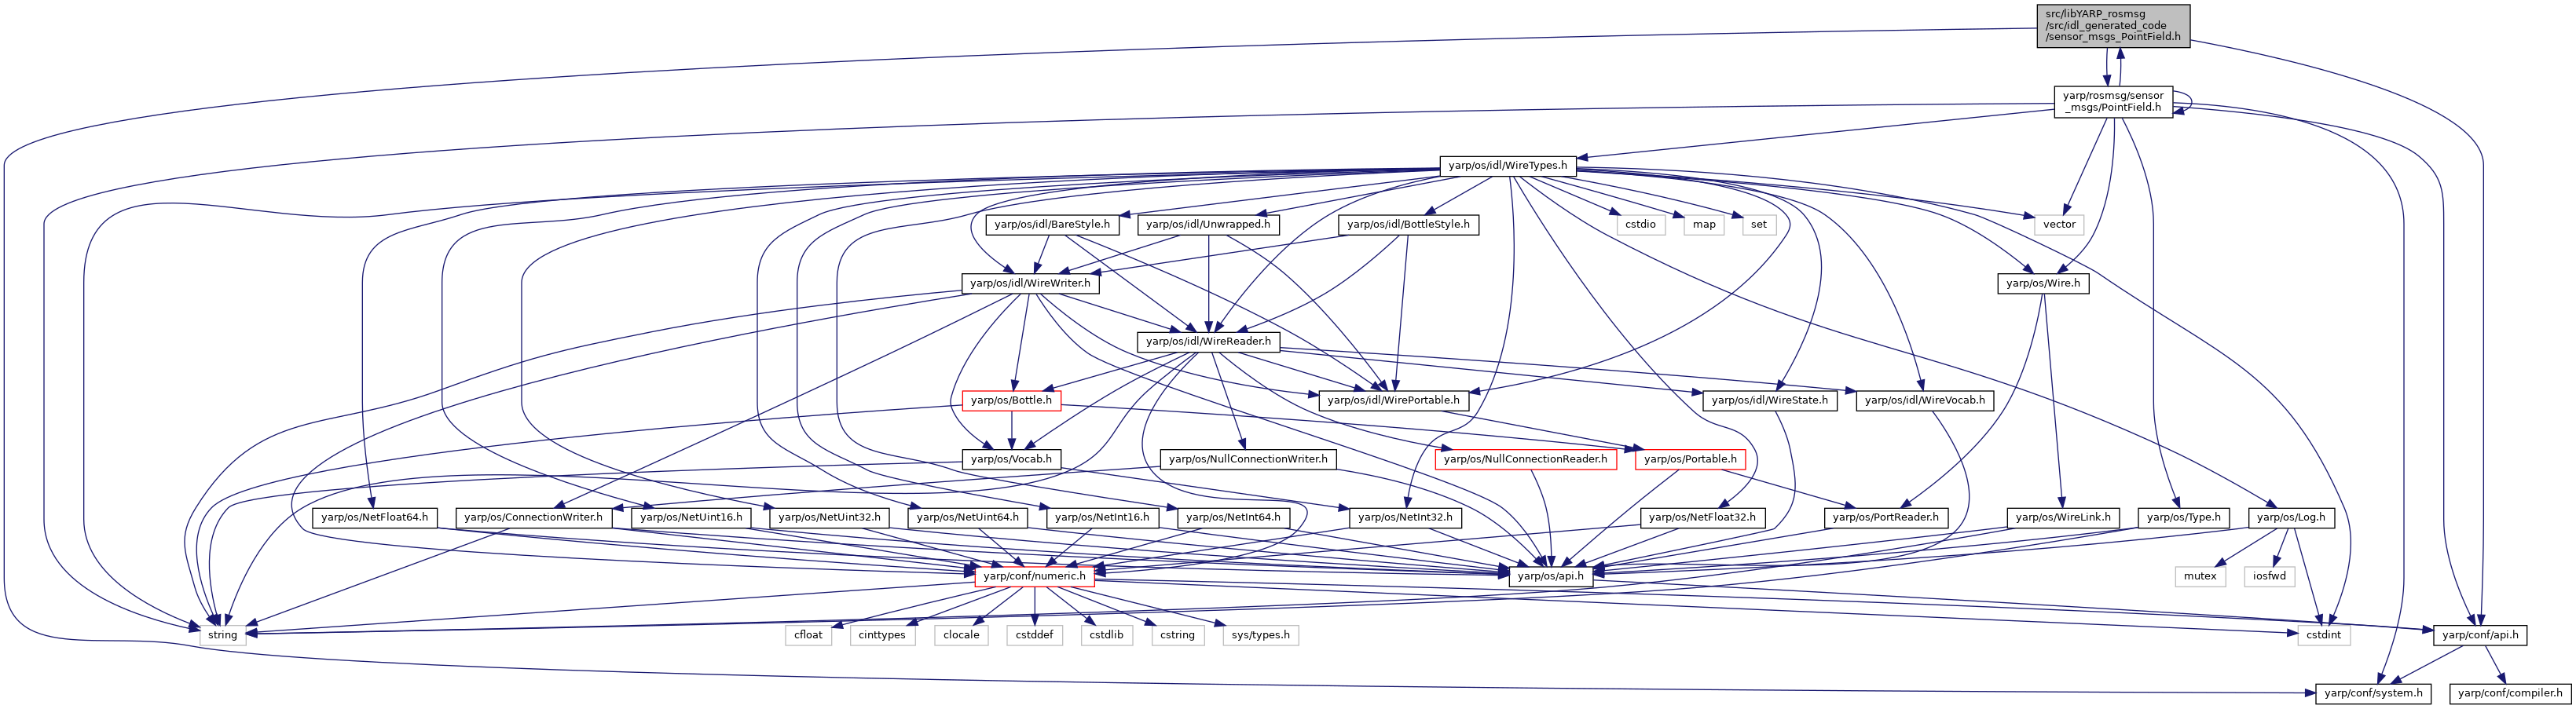 src/libYARP_rosmsg
/src/idl_generated_code
/sensor_msgs_PointField.h
yarp/rosmsg/sensor
_msgs/PointField.h
yarp/os/idl/WireTypes.h
yarp/os/idl/BareStyle.h
yarp/os/idl/Unwrapped.h
yarp/os/idl/BottleStyle.h
cstdio
map
set
vector
yarp/os/idl/WireWriter.h
yarp/os/Wire.h
yarp/os/idl/WireReader.h
yarp/os/Bottle.h
yarp/os/idl/WirePortable.h
yarp/os/idl/WireState.h
yarp/os/idl/WireVocab.h
yarp/os/Vocab.h
yarp/os/NullConnectionWriter.h
yarp/os/NullConnectionReader.h
yarp/os/Portable.h
yarp/os/NetFloat64.h
yarp/os/ConnectionWriter.h
yarp/os/NetUint16.h
yarp/os/NetUint32.h
yarp/os/NetUint64.h
yarp/os/NetInt16.h
yarp/os/NetInt64.h
yarp/os/NetInt32.h
yarp/os/NetFloat32.h
yarp/os/PortReader.h
yarp/os/WireLink.h
yarp/os/Type.h
yarp/os/Log.h
yarp/conf/numeric.h
yarp/os/api.h
mutex
iosfwd
string
cfloat
cinttypes
clocale
cstddef
cstdlib
cstring
sys/types.h
cstdint
yarp/conf/api.h
yarp/conf/system.h
yarp/conf/compiler.h